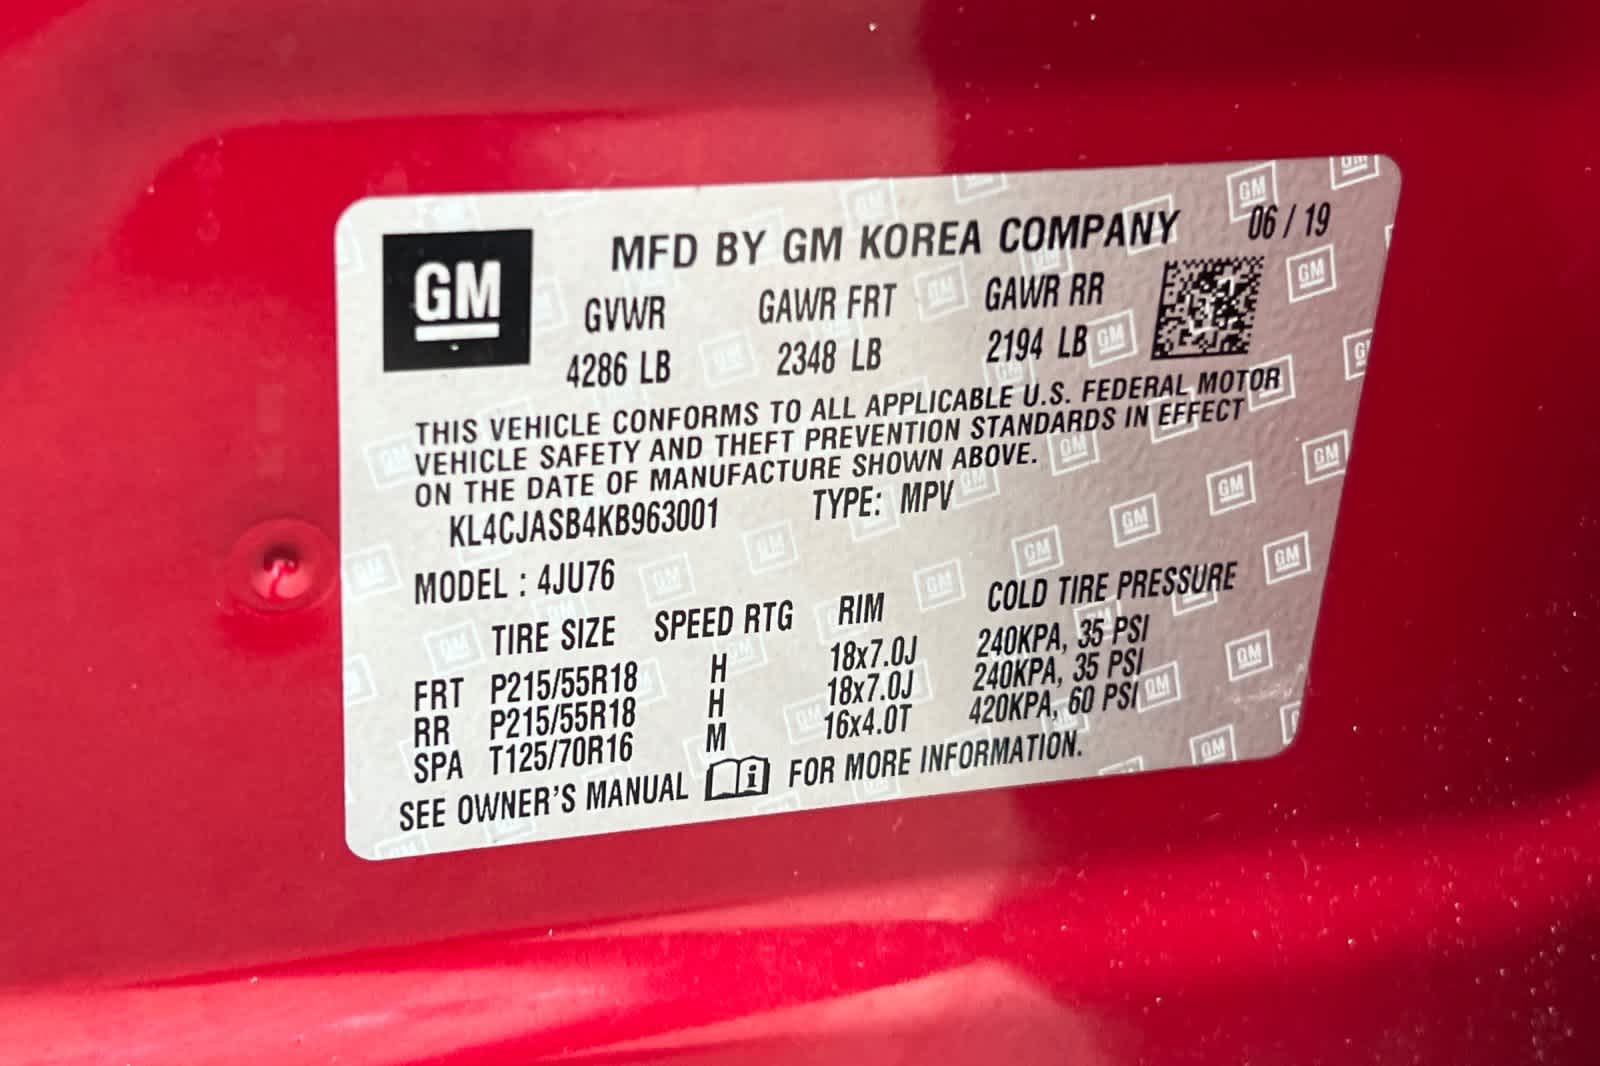 GM
MFD BY GM KOREA COMPANY 06 / 19
GVWR GAWR FRT GAWR RR
4286 LB 2348 LB 2194 LB
THIS VEHICLE CONFORMS TO ALL APPLICABLE U.S. FEDERAL MOTOR
VEHICLE SAFETY AND THEFT PREVENTION STANDARDS IN EFFECT
ON THE DATE OF MANUFACTURE SHOWN ABOVE.
KL4CJASB4KB963001 TYPE: MPV
MODEL : 4JU76
TIRE SIZE SPEED RTG RIM COLD TIRE PRESSURE
FRT P215/55R18 H 18x7.0J 240KPA, 35 PSI
RR P215/55R18 H 18x7.0J 240KPA, 35 PSI
SPA T125/70R16 M 16x4.0T 420KPA, 60 PSI
SEE OWNER'S MANUAL i FOR MORE INFORMATION.